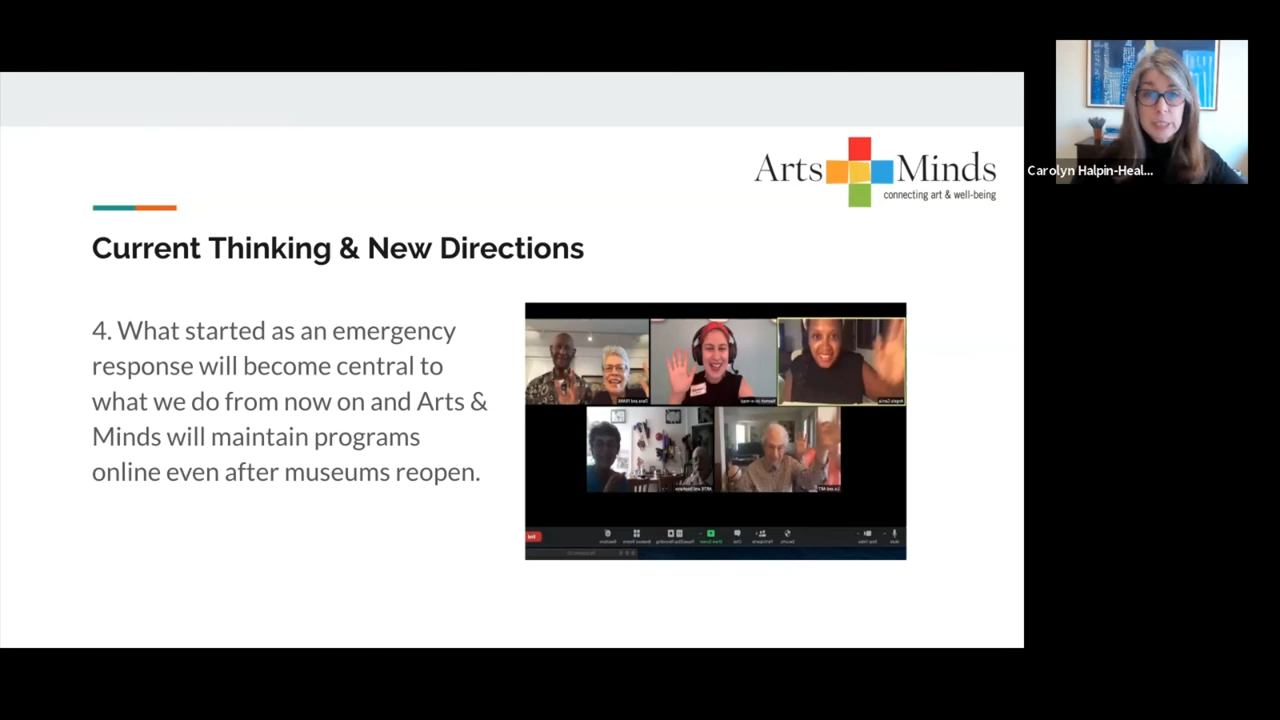 Arts Minds
connecting art & well-being
Carolyn Halpin-Heal...
Current Thinking & New Directions
4. What started as an emergency
response will become central to
what we do from now on and Arts &
Minds will maintain programs
online even after museums reopen.